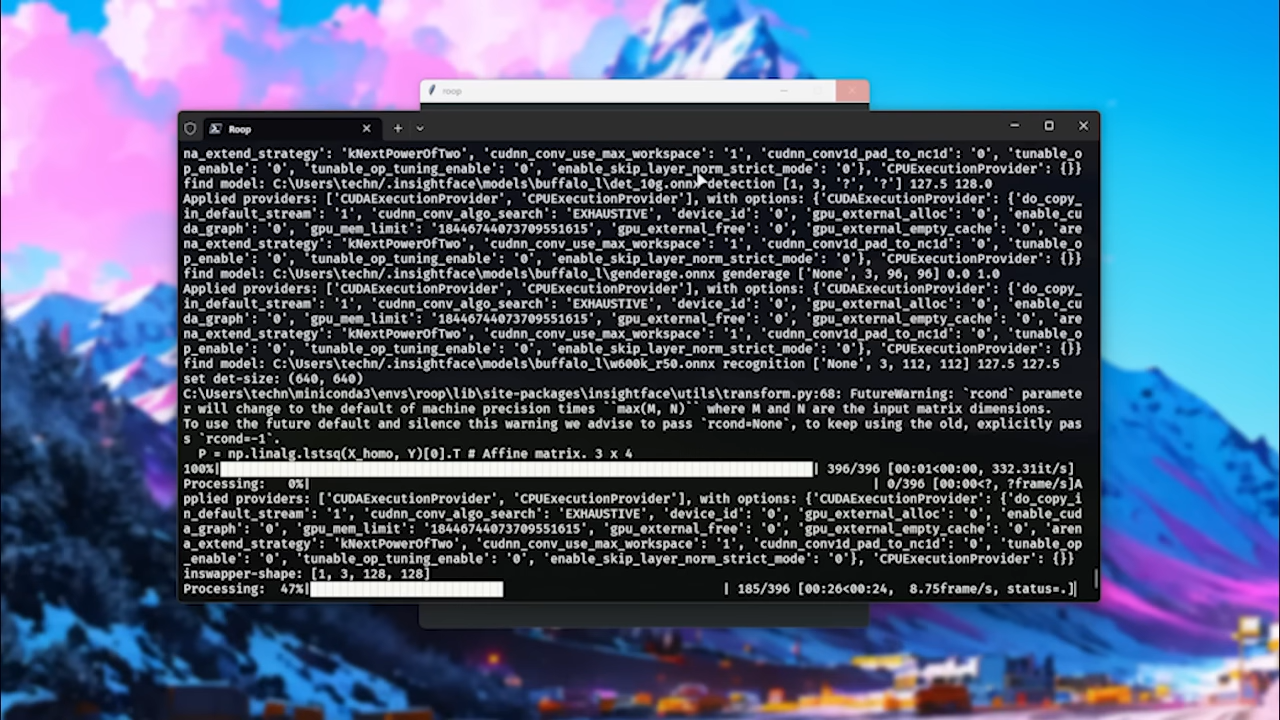 roop
Roop
na_extend_strategy': 'kNextPowerOfTwo', 'cudnn_conv_use_max_workspace': '1', 'cudnn_conv1d_pad_to_nc1d': '0', 'tunable_o
p_enable': '0', 'tunable_op_tuning_enable': '0', 'enable_skip_layer_norm_strict_mode': '0'}, 'CPUExecutionProvider': {}}
find model: C:\Users\techn/.insightface\models\buffalo_l\det_10g.onnx detection [1, 3, '?', '?'] 127.5 128.0
Applied providers: ['CUDAExecutionProvider', 'CPUExecutionProvider'], with options: {'CUDAExecutionProvider': {'do_copy_
in_default_stream': '1', 'cudnn_conv_algo_search': 'EXHAUSTIVE', 'device_id': '0', 'gpu_external_alloc': '0', 'enable_cu
da_graph': '0', 'gpu_mem_limit': '18446744073709551615', 'gpu_external_free': '0', 'gpu_external_empty_cache': '0', 'are
na_extend_strategy': 'kNextPowerOfTwo', 'cudnn_conv_use_max_workspace': '1', 'cudnn_conv1d_pad_to_nc1d': '0', 'tunable_o
p_enable': '0', 'tunable_op_tuning_enable': '0', 'enable_skip_layer_norm_strict_mode': '0'}, 'CPUExecutionProvider': {}}
find model: C:\Users\techn/.insightface\models\buffalo_l\genderage.onnx genderage ['None', 3, 96, 96] 0.0 1.0
Applied providers: ['CUDAExecutionProvider', 'CPUExecutionProvider'], with options: {'CUDAExecutionProvider': {'do_copy_
in_default_stream': '1', 'cudnn_conv_algo_search': 'EXHAUSTIVE', 'device_id': '0', 'gpu_external_alloc': '0', 'enable_cu
da_graph': '0', 'gpu_mem_limit': '18446744073709551615', 'gpu_external_free': '0', 'gpu_external_empty_cache': '0', 'are
na_extend_strategy': 'kNextPowerOfTwo', 'cudnn_conv_use_max_workspace': '1', 'cudnn_conv1d_pad_to_nc1d': '0', 'tunable_o
p_enable': '0', 'tunable_op_tuning_enable': '0', 'enable_skip_layer_norm_strict_mode': '0'}, 'CPUExecutionProvider': {}}
find model: C:\Users\techn/.insightface\models\buffalo_l\w600k_r50.onnx recognition ['None', 3, 112, 112] 127.5 127.5
set det-size: (640, 640)
C:\Users\techn\miniconda3\envs\roop\lib\site-packages\insightface\utils\transform.py:68: FutureWarning: `rcond` paramete
r will change to the default of machine precision times ``max(M, N)`` where M and N are the input matrix dimensions.
To use the future default and silence this warning we advise to pass `rcond=None`, to keep using the old, explicitly pas
s `rcond=-1`.
P = np.linalg.lstsq(X_homo, Y)[0].T # Affine matrix. 3 x 4
100%| | 396/396 [00:01<00:00, 332.31it/s]
Processing: 0%| | 0/396 [00:00<?, ?frame/s]A
pplied providers: ['CUDAExecutionProvider', 'CPUExecutionProvider'], with options: {'CUDAExecutionProvider': {'do_copy_i
n_default_stream': '1', 'cudnn_conv_algo_search': 'EXHAUSTIVE', 'device_id': '0', 'gpu_external_alloc': '0', 'enable_cud
a_graph': '0', 'gpu_mem_limit': '18446744073709551615', 'gpu_external_free': '0', 'gpu_external_empty_cache': '0', 'aren
a_extend_strategy': 'kNextPowerOfTwo', 'cudnn_conv_use_max_workspace': '1', 'cudnn_conv1d_pad_to_nc1d': '0', 'tunable_op
_enable': '0', 'tunable_op_tuning_enable': '0', 'enable_skip_layer_norm_strict_mode': '0'}, 'CPUExecutionProvider': {}}
inswapper-shape: [1, 3, 128, 128]
Processing: 47%| | 185/396 [00:26<00:24, 8.75frame/s, status=.]